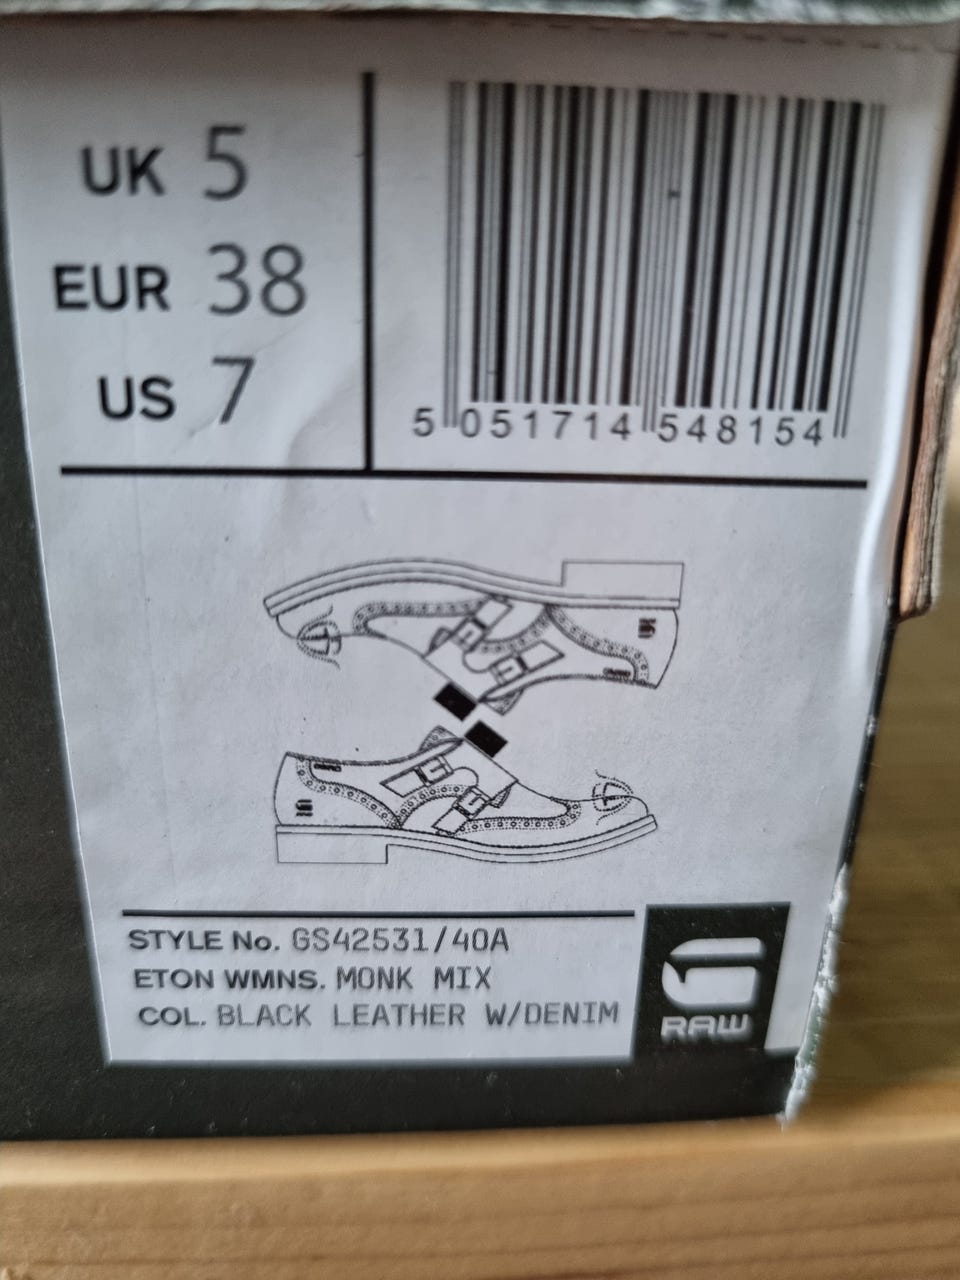 UK 5
EUR 38
US 7
5 051714 548154
STYLE No. GS42531/40A
ETON WMNS. MONK MIX
COL. BLACK LEATHER W/DENIM
RAW